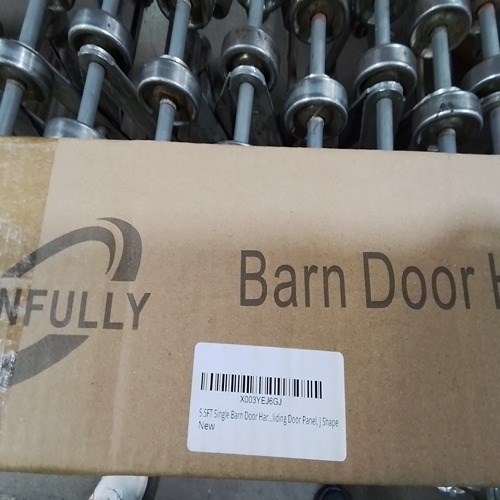 NFULLY
Barn Door H
X003YEJ6GJ
5.5FT Single Barn Door Har...liding Door Panel, J Shape
New